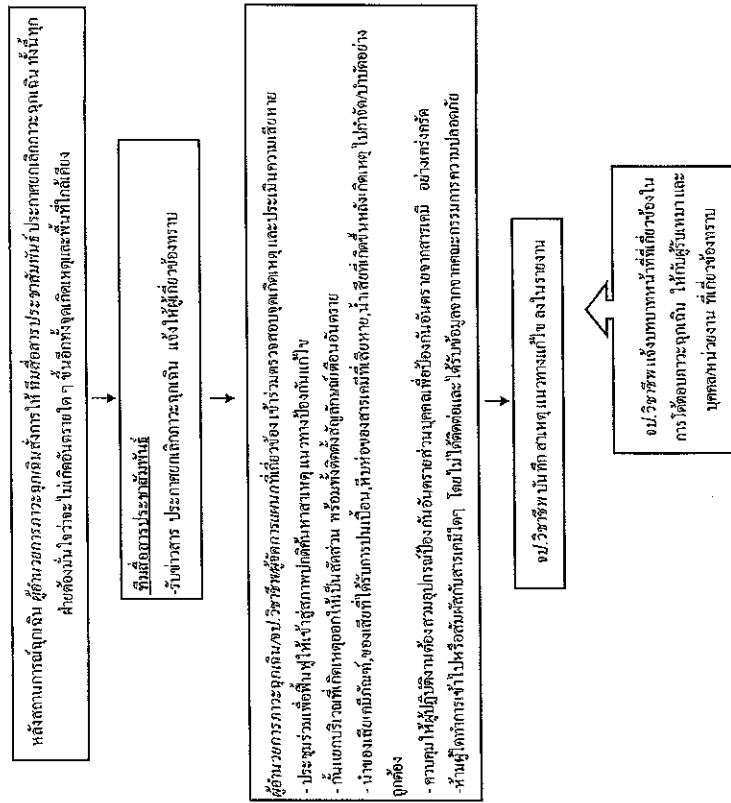 หลังสถานการณ์ฉุกเฉิน ผู้อำนวยการภาวะฉุกเฉิน สั่งการให้ ทีมสื่อสารประชาสัมพันธ์ ประกาศยกเลิกภาวะฉุกเฉิน ทั้งนี้ทุก
ฝ่ายต้องมั่นใจว่าจะไม่เกิดอันตรายใด ๆ ขึ้นอีกทั้งจุดเกิดเหตุและพื้นที่ใกล้เคียง
ทีมสื่อสารประชาสัมพันธ์
-รับข่าวสาร ประกาศยกเลิกภาวะฉุกเฉิน แจ้งให้ผู้เกี่ยวข้องทราบ
ผู้อำนวยการภาวะฉุกเฉิน/จป.วิชาชีพ/ผู้จัดการแผนกที่เกี่ยวข้อง เข้าร่วมตรวจสอบจุดเกิดเหตุ และประเมินความเสียหาย
- ประชุมร่วมเพื่อฟื้นฟูให้เข้าสู่สภาพปกติค้นหาสาเหตุ แนวทางป้องกันแก้ไข
- กั้นแยกบริเวณที่เกิดเหตุออกให้เป็นสัดส่วน พร้อมทั้งติดตั้งสัญลักษณ์เตือนอันตราย
- นำของเสียเคมีภัณฑ์,ของเสียที่ได้รับการปนเปื้อน,หีบห่อของสารเคมีที่เสียหาย,น้ำเสียที่เกิดขึ้นหลังเกิดเหตุ ไปกำจัด/บำบัดอย่าง
ถูกต้อง
- ควบคุมให้ผู้ปฏิบัติงานต้องสวมอุปกรณ์ป้องกันอันตรายส่วนบุคคลเพื่อป้องกันอันตรายจากสารเคมี อย่างเคร่งครัด
-ห้ามผู้ใดทำการเข้าไปหรือสัมผัสกับสารเคมีใดๆ โดยไม่ได้ติดต่อและได้รับข้อมูลจากจากคณะกรรมการความปลอดภัย
จป.วิชาชีพ บันทึก สาเหตุ แนวทางแก้ไข ลงในรายงาน
จป.วิชาชีพ แจ้งบทบาทหน้าที่ที่เกี่ยวข้องใน
การโต้ตอบภาวะฉุกเฉิน ให้กับผู้รับเหมา และ
บุคคล/หน่วยงาน ที่เกี่ยวข้องทราบ